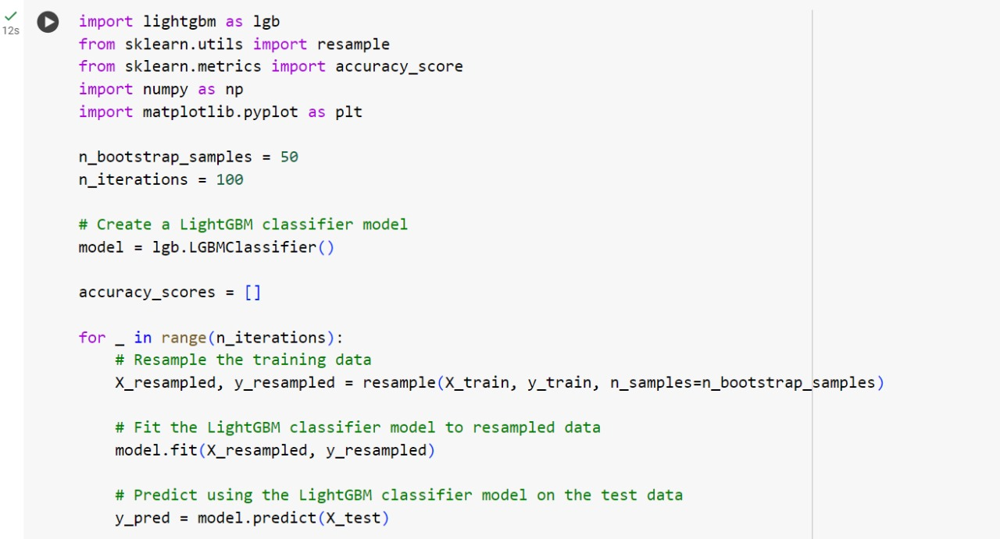 import lightgbm as lgb
12s
from sklearn.utils import resample
from sklearn.metrics import accuracy_score
import numpy as np
import matplotlib.pyplot as plt
n_bootstrap_samples = 50
n_iterations = 100
# Create a LightGBM classifier model
model = lgb.LGBMClassifier()
accuracy_scores = []
for _ in range(n_iterations):
    # Resample the training data
    X_resampled, y_resampled = resample(X_train, y_train, n_samples=n_bootstrap_samples)
    # Fit the LightGBM classifier model to resampled data
    model.fit(X_resampled, y_resampled)
    # Predict using the LightGBM classifier model on the test data
    y_pred = model.predict(X_test)